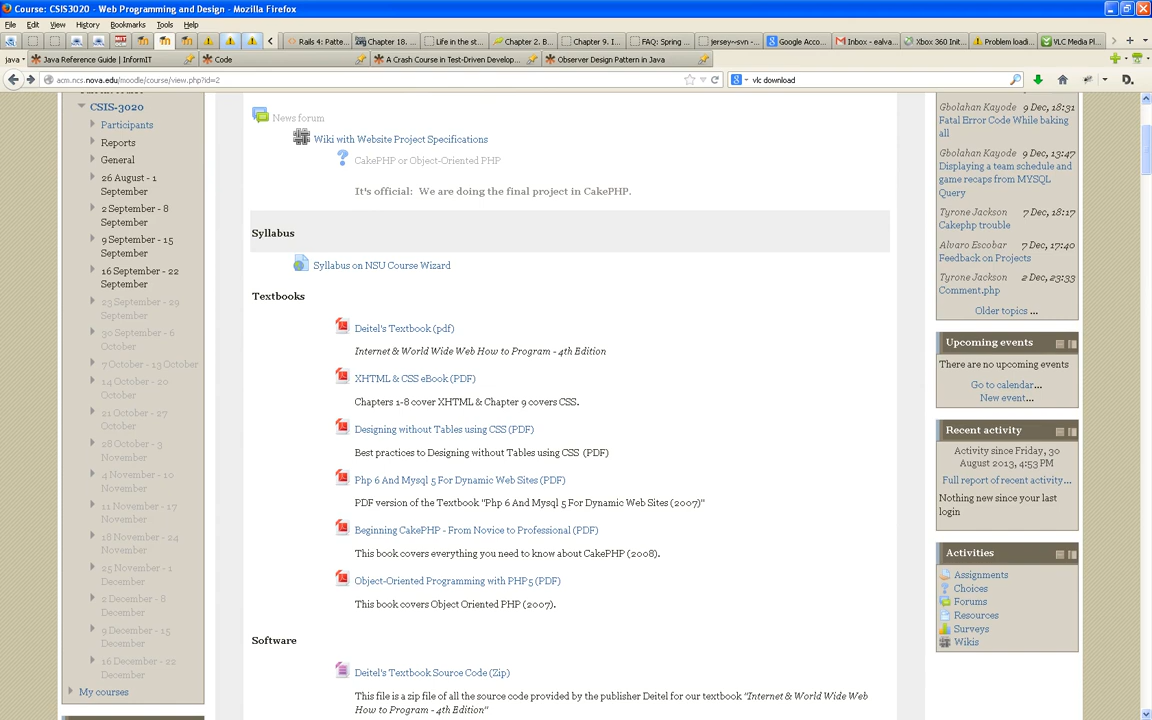 Course: CSIS3020 - Web Programming and Design - Mozilla Firefox
File Edit View History Bookmarks Tools Help
Rails 4: Patte...
Chapter 18. ...
Life in the st...
Chapter 2. B...
Chapter 9. I...
FAQ: Spring ...
jersey~svn -...
Google Acco...
Inbox - ealva...
Xbox 360 Init...
Problem loadi...
VLC Media Pl...
java
Java Reference Guide | InformIT
Code
A Crash Course in Test-Driven Develop...
Observer Design Pattern in Java
acm.ncs.nova.edu/moodle/course/view.php?id=2
vlc download
CSIS-3020
Participants
Reports
General
26 August - 1
September
2 September - 8
September
9 September - 15
September
16 September - 22
September
23 September - 29
September
30 September - 6
October
7 October - 13 October
14 October - 20
October
21 October - 27
October
28 October - 3
November
4 November - 10
November
11 November - 17
November
18 November - 24
November
25 November - 1
December
2 December - 8
December
9 December - 15
December
16 December - 22
December
My courses
News forum
Wiki with Website Project Specifications
CakePHP or Object-Oriented PHP
It's official: We are doing the final project in CakePHP.
Syllabus
Syllabus on NSU Course Wizard
Textbooks
Deitel's Textbook (pdf)
Internet & World Wide Web How to Program - 4th Edition
XHTML & CSS eBook (PDF)
Chapters 1-8 cover XHTML & Chapter 9 covers CSS.
Designing without Tables using CSS (PDF)
Best practices to Designing without Tables using CSS (PDF)
Php 6 And Mysql 5 For Dynamic Web Sites (PDF)
PDF version of the Textbook "Php 6 And Mysql 5 For Dynamic Web Sites (2007)"
Beginning CakePHP - From Novice to Professional (PDF)
This book covers everything you need to know about CakePHP (2008).
Object-Oriented Programming with PHP5 (PDF)
This book covers Object Oriented PHP (2007).
Software
Deitel's Textbook Source Code (Zip)
This file is a zip file of all the source code provided by the publisher Deitel for our textbook "Internet & World Wide Web
How to Program - 4th Edition"
Gbolahan Kayode 9 Dec, 18:31
Fatal Error Code While baking
all
Gbolahan Kayode 9 Dec, 13:47
Displaying a team schedule and
game recaps from MYSQL
Query
Tyrone Jackson 7 Dec, 18:17
Cakephp trouble
Alvaro Escobar 7 Dec, 17:40
Feedback on Projects
Tyrone Jackson 2 Dec, 23:33
Comment.php
Older topics ...
Upcoming events
There are no upcoming events
Go to calendar...
New event...
Recent activity
Activity since Friday, 30
August 2013, 4:53 PM
Full report of recent activity...
Nothing new since your last
login
Activities
Assignments
Choices
Forums
Resources
Surveys
Wikis